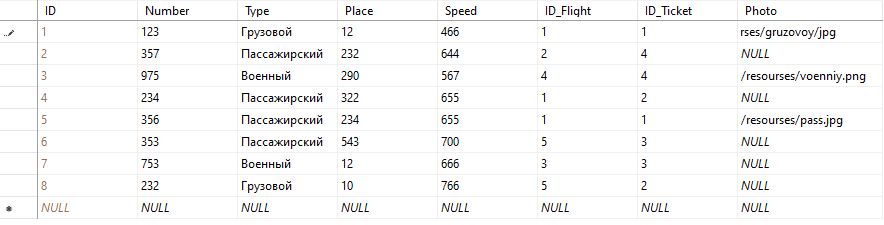 ID Number Type Place Speed ID_Flight ID_Ticket Photo
1 123 Грузовой 12 466 1 1 rses/gruzovoy/jpg
2 357 Пассажирский 232 644 2 4 NULL
3 975 Военный 290 567 4 4 /resourses/voenniy.png
4 234 Пассажирский 322 655 1 2 NULL
5 356 Пассажирский 234 655 1 1 /resourses/pass.jpg
6 353 Пассажирский 543 700 5 3 NULL
7 753 Военный 12 666 3 3 NULL
8 232 Грузовой 10 766 5 2 NULL
NULL NULL NULL NULL NULL NULL NULL NULL